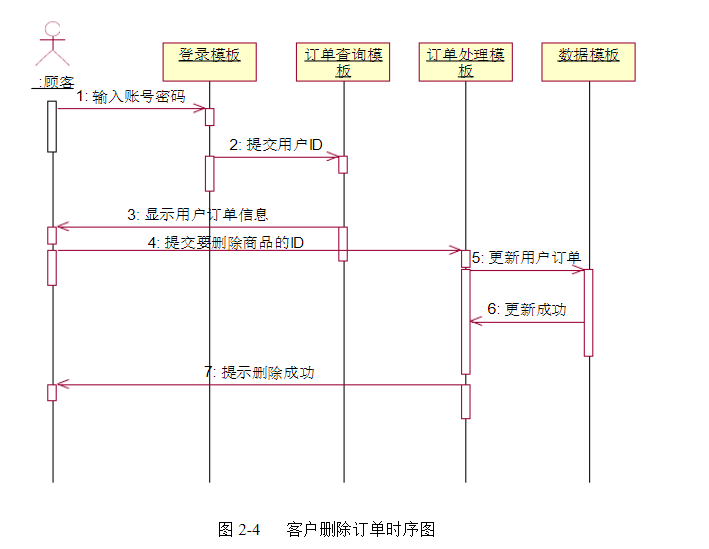 登录模板
订单查询模
板
订单处理模
板
数据模板
:顾客
1: 输入账号密码
2: 提交用户ID
3: 显示用户订单信息
4: 提交要删除商品的ID
5: 更新用户订单
6: 更新成功
7: 提示删除成功
图 2-4 客户删除订单时序图